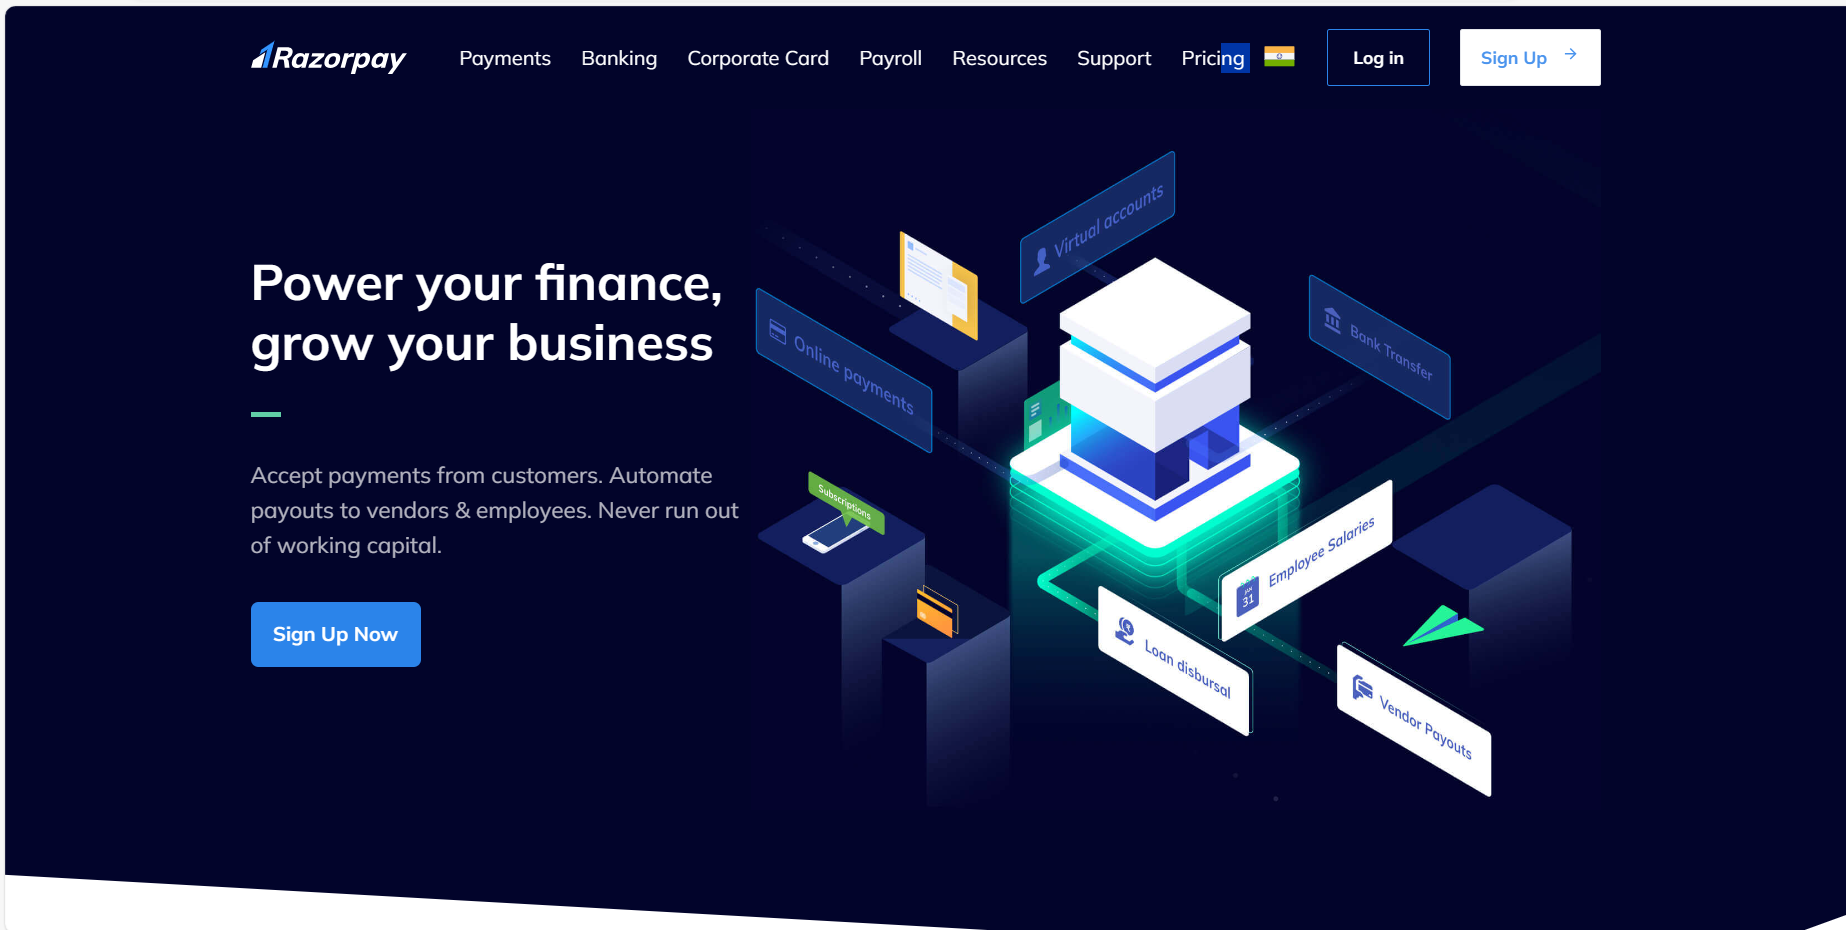 Razorpay
Payments
Banking
Corporate Card
Payroll
Resources
Support
Pricing
Log in
Sign Up
Power your finance,
grow your business
Accept payments from customers. Automate
payouts to vendors & employees. Never run out
of working capital.
Sign Up Now
Virtual accounts
Online payments
Bank Transfer
Subscriptions
JAN
31
Employee Salaries
Loan disbursal
Vendor Payouts